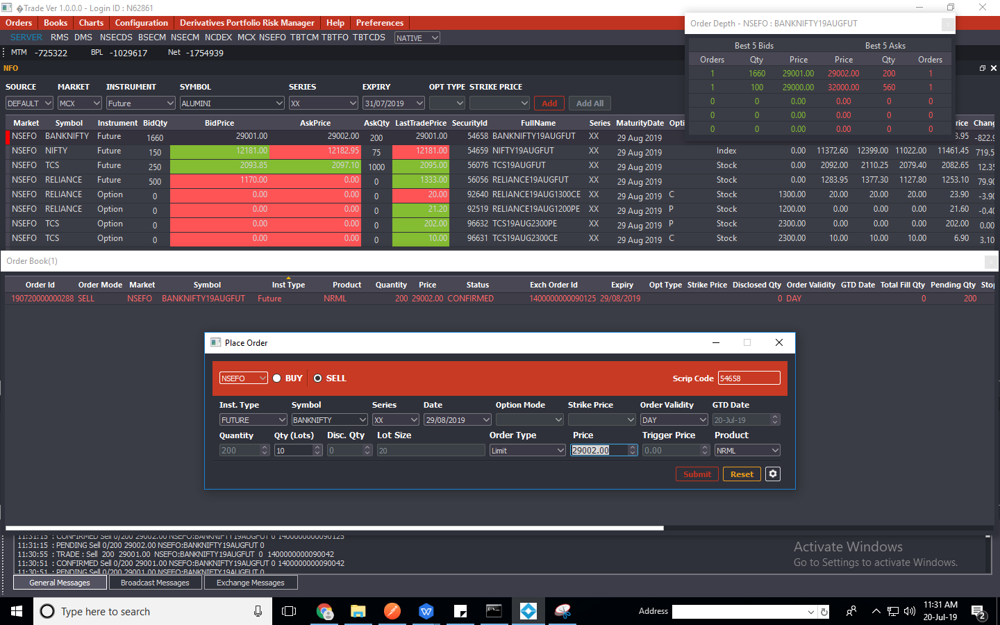 �Trade Ver 1.0.0.0 - Login ID : N62861
Orders Books Charts Configuration Derivatives Portfolio Risk Manager Help Preferences
SERVER RMS DMS NSECDS BSECM NSECM NCDEX MCX NSEFO TBTCM TBTFO TBTCDS NATIVE
MTM -725322 BPL -1029617 Net -1754939
Order Depth - NSEFO : BANKNIFTY19AUGFUT
Best 5 Bids Best 5 Asks
Orders Qty Price Price Qty Orders
1 1660 29001.00 29002.00 200 1
1 100 29000.00 32000.00 560 1
0 0 0.00 0.00 0 0
0 0 0.00 0.00 0 0
0 0 0.00 0.00 0 0
NFO
SOURCE MARKET INSTRUMENT SYMBOL SERIES EXPIRY OPT TYPE STRIKE PRICE
DEFAULT MCX Future ALUMINI XX 31/07/2019 Add Add All
Market Symbol Instrument BidQty BidPrice AskPrice AskQty LastTradePrice SecurityId FullName Series MaturityDate Opti rice Chang
NSEFO BANKNIFTY Future 1660 29001.00 29002.00 200 29001.00 54658 BANKNIFTY19AUGFUT XX 29 Aug 2019 3.95 -822.9
NSEFO NIFTY Future 150 12181.00 12182.95 75 12181.00 54659 NIFTY19AUGFUT XX 29 Aug 2019 Index 0.00 11372.60 12399.00 11022.00 11461.45 719.5
NSEFO TCS Future 250 2093.85 2097.10 1000 2095.00 56076 TCS19AUGFUT XX 29 Aug 2019 Stock 0.00 2092.00 2110.25 2079.40 2082.65 12.35
NSEFO RELIANCE Future 500 1170.00 0.00 0 1333.00 56056 RELIANCE19AUGFUT XX 29 Aug 2019 Stock 0.00 1283.95 1377.30 1127.80 1253.10 79.90
NSEFO RELIANCE Option 0 0.00 0.00 0 20.00 92640 RELIANCE19AUG1300CE XX 29 Aug 2019 C Stock 1300.00 20.00 20.00 20.00 23.90 -3.90
NSEFO RELIANCE Option 0 0.00 0.00 0 21.20 92519 RELIANCE19AUG1200PE XX 29 Aug 2019 P Stock 1200.00 0.00 0.00 0.00 21.60 -0.40
NSEFO TCS Option 0 0.00 0.00 0 202.00 96632 TCS19AUG2300PE XX 29 Aug 2019 P Stock 2300.00 0.00 0.00 0.00 202.00 0.00
NSEFO TCS Option 0 0.00 0.00 0 10.00 96631 TCS19AUG2300CE XX 29 Aug 2019 C Stock 2300.00 10.00 10.00 10.00 6.90 3.10
Order Book(1)
Order Id Order Mode Market Symbol Inst Type Product Quantity Price Status Exch Order Id Expiry Opt Type Strike Price Disclosed Qty Order Validity GTD Date Total Fill Qty Pending Qty Stop
190720000000288 SELL NSEFO BANKNIFTY19AUGFUT Future NRML 200 29002.00 CONFIRMED 1400000000090125 29/08/2019 0 DAY 0 200
Place Order
NSEFO BUY SELL Scrip Code 54658
Inst. Type Symbol Series Date Option Mode Strike Price Order Validity GTD Date
FUTURE BANKNIFTY XX 29/08/2019 DAY 20-Jul-19
Quantity Qty (Lots) Disc. Qty Lot Size Order Type Price Trigger Price Product
200 10 0 20 Limit 29002.00 0.00 NRML
Submit Reset
11:31:15 : CONFIRMED Sell 0/200 29002.00 NSEFO:BANKNIFTY19AUGFUT 0 1400000000090125
11:31:15 : PENDING Sell 0/200 29002.00 NSEFO:BANKNIFTY19AUGFUT 0
11:30:55 : TRADE : Sell 200 29001.00 NSEFO:BANKNIFTY19AUGFUT 0 1400000000090042
11:30:51 : CONFIRMED Sell 0/200 29001.00 NSEFO:BANKNIFTY19AUGFUT 0 1400000000090042
11:30:51 : PENDING Sell 0/200 29001.00 NSEFO:BANKNIFTY19AUGFUT 0
Activate Windows
Go to Settings to activate Windows.
General Messages Broadcast Messages Exchange Messages
Type here to search
Address
11:31 AM
20-Jul-19
2